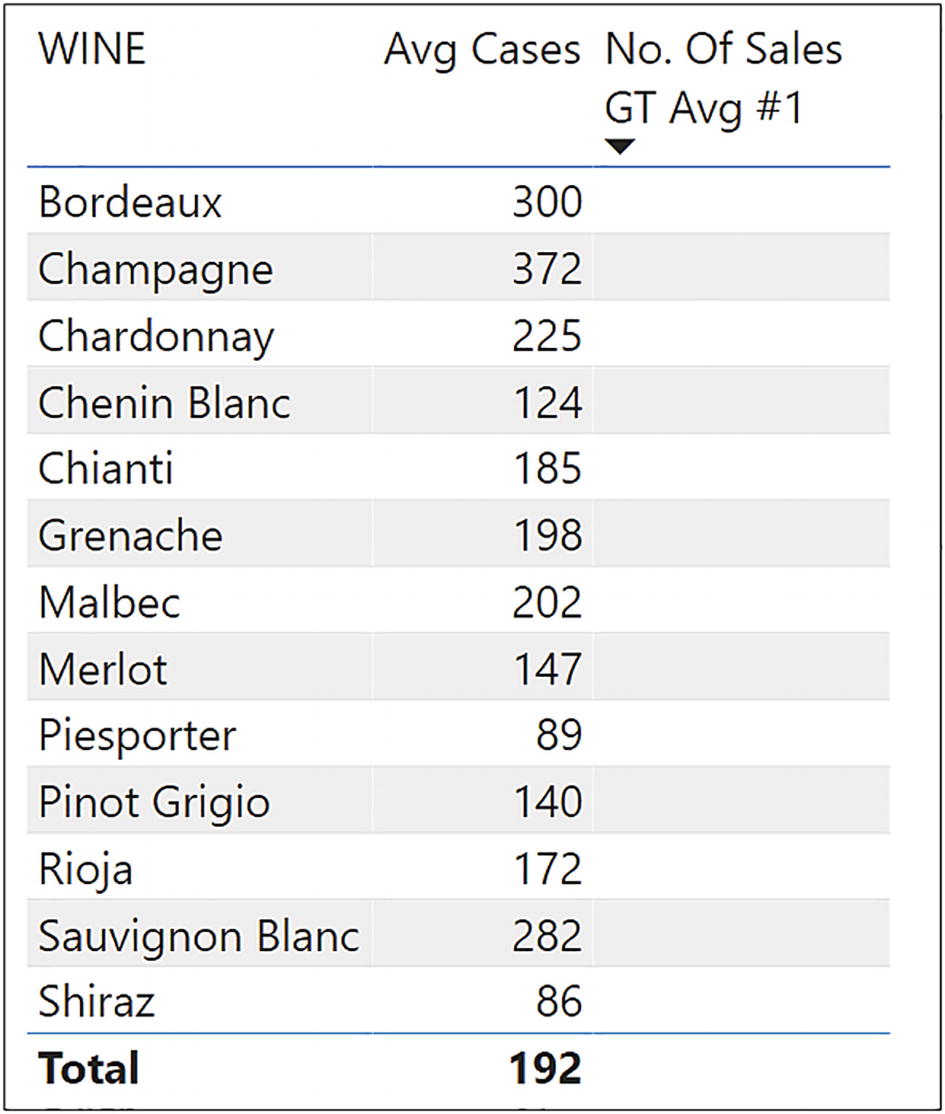 WINE Avg Cases No. Of Sales
GT Avg #1
Bordeaux 300
Champagne 372
Chardonnay 225
Chenin Blanc 124
Chianti 185
Grenache 198
Malbec 202
Merlot 147
Piesporter 89
Pinot Grigio 140
Rioja 172
Sauvignon Blanc 282
Shiraz 86
Total 192